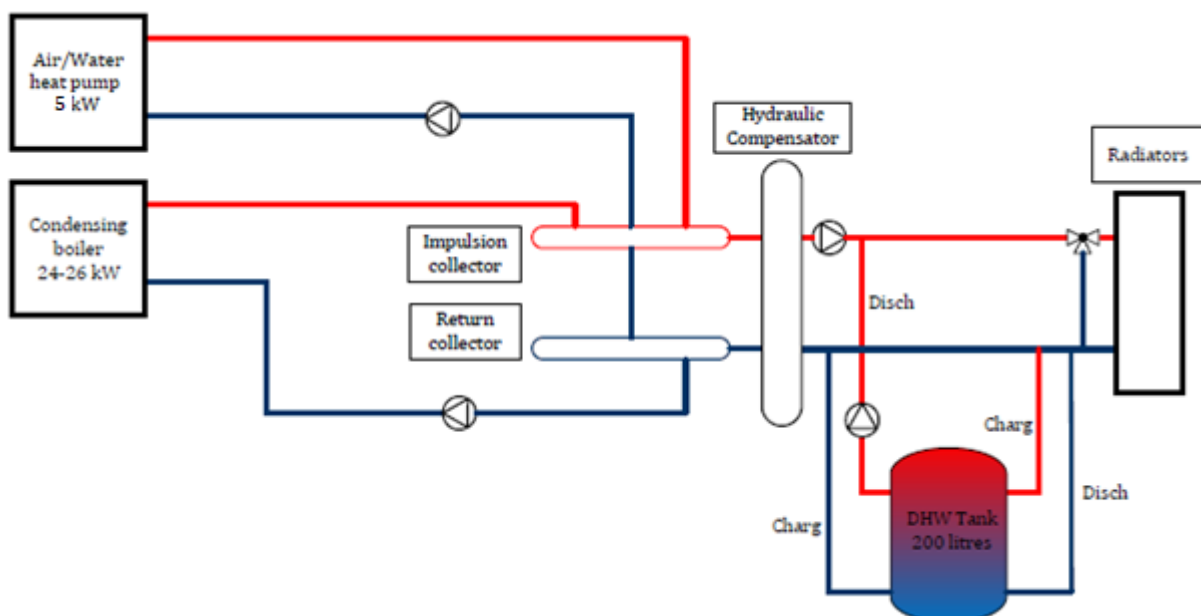 Air/Water
heat pump
5 kW
Condensing
boiler
24-26 kW
Impulsion
collector
Return
collector
Hydraulic
Compensator
Radiators
Disch
Charg
Disch
Charg
DHW Tank
200 litres